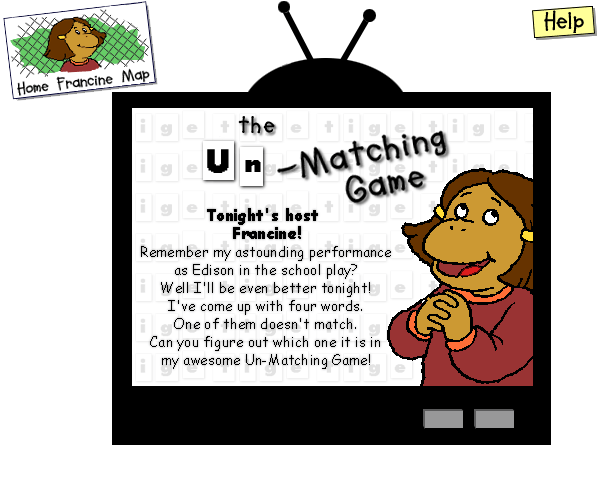 Home Francine Map
Help
the
Un-Matching
Game
Tonight's host
Francine!
Remember my astounding performance
as Edison in the school play?
Well I'll be even better tonight!
I've come up with four words.
One of them doesn't match.
Can you figure out which one it is in
my awesome Un-Matching Game!